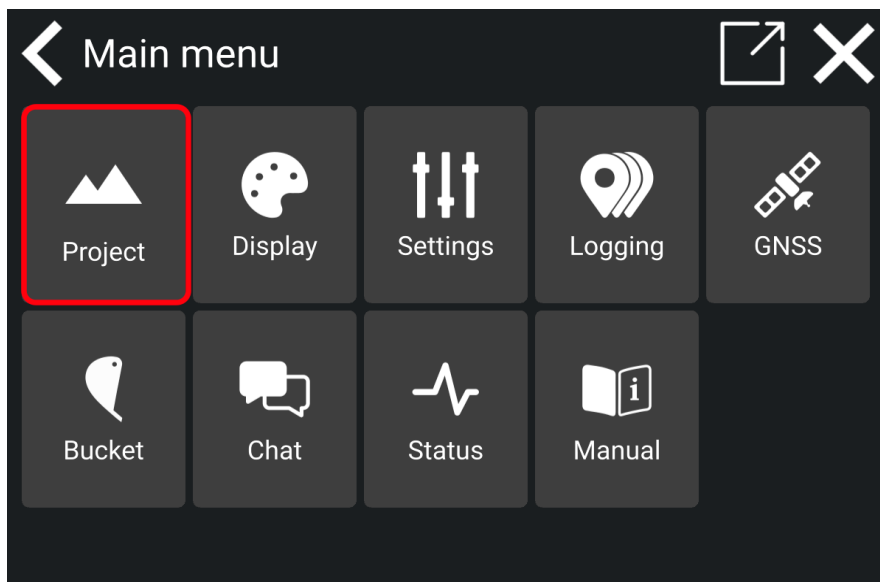 Main menu
Project
Display
Settings
Logging
GNSS
Bucket
Chat
Status
i
Manual